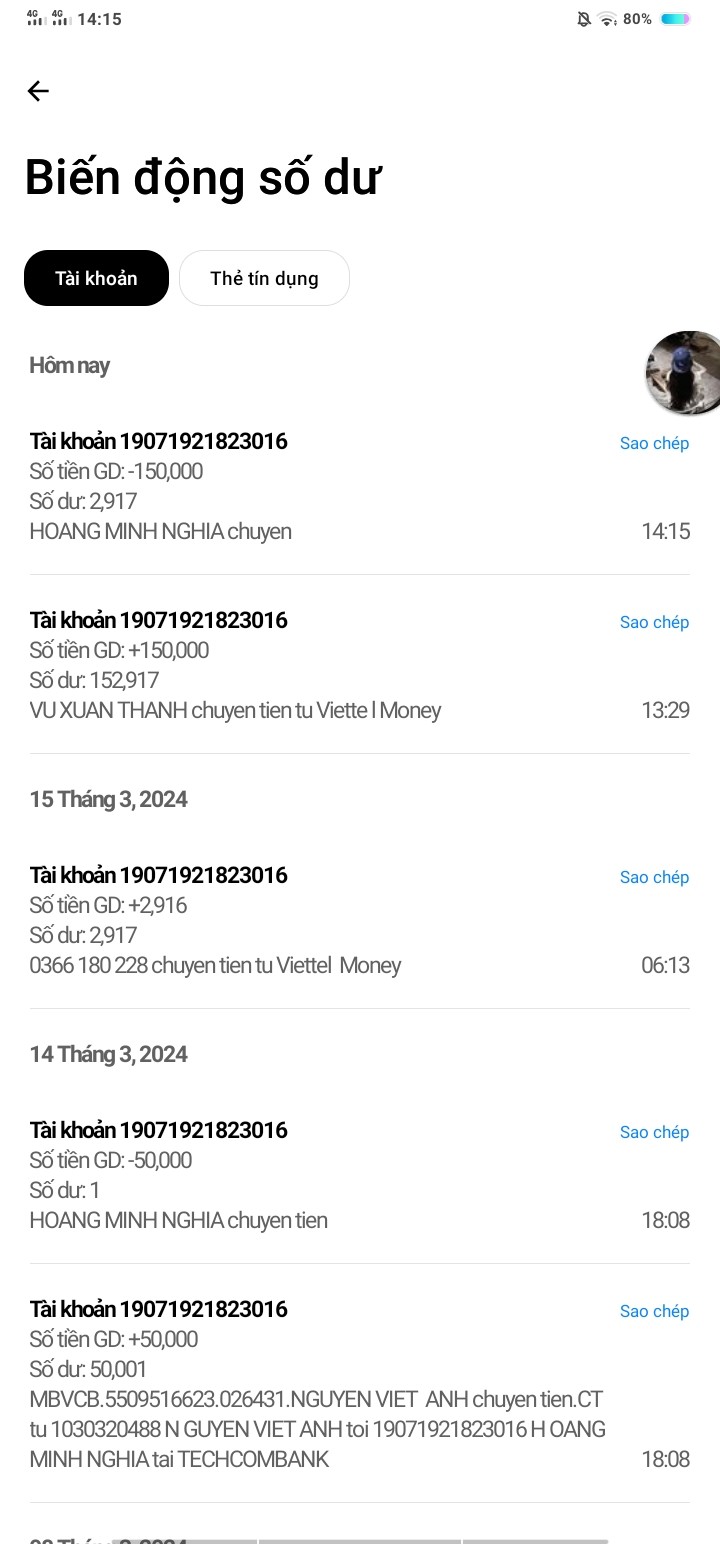 4G 4G 14:15 80%
Biến động số dư
Tài khoản Thẻ tín dụng
Hôm nay
Tài khoản 19071921823016 Sao chép
Số tiền GD: -150,000
Số dư: 2,917
HOANG MINH NGHIA chuyen 14:15
Tài khoản 19071921823016 Sao chép
Số tiền GD: +150,000
Số dư: 152,917
VU XUAN THANH chuyen tien tu Viette l Money 13:29
15 Tháng 3, 2024
Tài khoản 19071921823016 Sao chép
Số tiền GD: +2,916
Số dư: 2,917
0366 180 228 chuyen tien tu Viettel Money 06:13
14 Tháng 3, 2024
Tài khoản 19071921823016 Sao chép
Số tiền GD: -50,000
Số dư: 1
HOANG MINH NGHIA chuyen tien 18:08
Tài khoản 19071921823016 Sao chép
Số tiền GD: +50,000
Số dư: 50,001
MBVCB.5509516623.026431.NGUYEN VIET ANH chuyen tien.CT
tu 1030320488 N GUYEN VIET ANH toi 19071921823016 H OANG
MINH NGHIA tai TECHCOMBANK 18:08